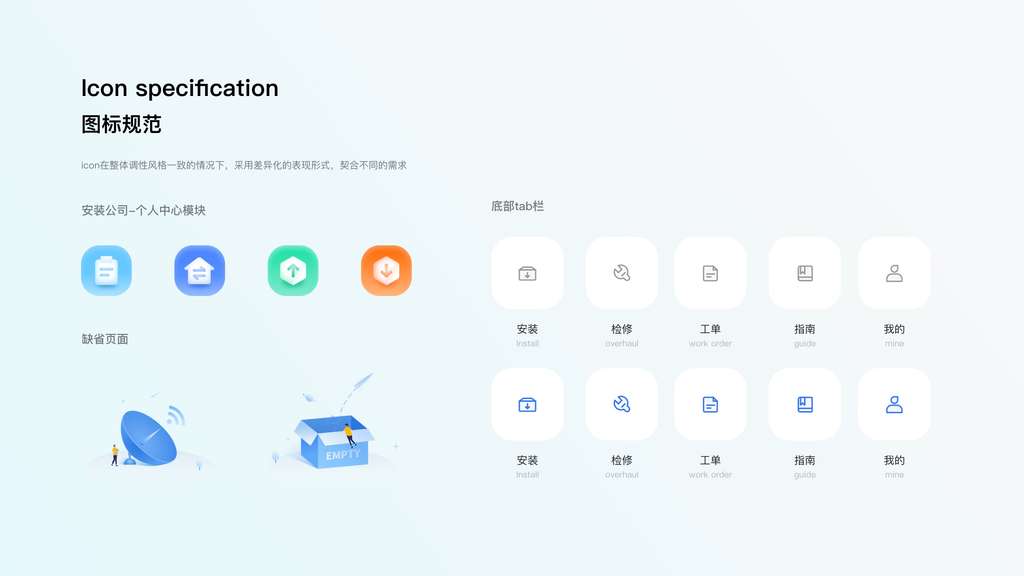 Icon specification
图标规范
icon在整体调性风格一致的情况下，采用差异化的表现形式，契合不同的需求
安装公司-个人中心模块
缺省页面
EMPTY
底部tab栏
安装 检修 工单 指南 我的
Install overhaul work order guide mine
安装 检修 工单 指南 我的
Install overhaul work order guide mine